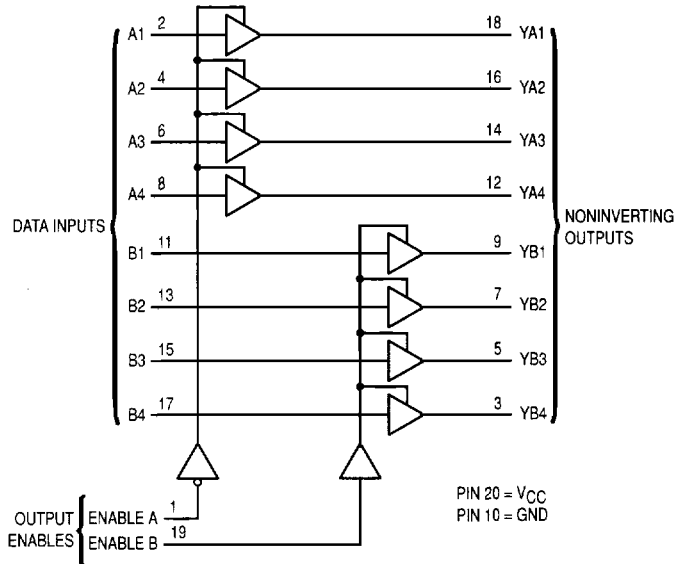 A1 2 18 YA1
A2 4 16 YA2
A3 6 14 YA3
A4 8 12 YA4
DATA INPUTS
NONINVERTING
OUTPUTS
B1 11 9 YB1
B2 13 7 YB2
B3 15 5 YB3
B4 17 3 YB4
OUTPUT
ENABLES
ENABLE A 1
ENABLE B 19
PIN 20 = VCC
PIN 10 = GND